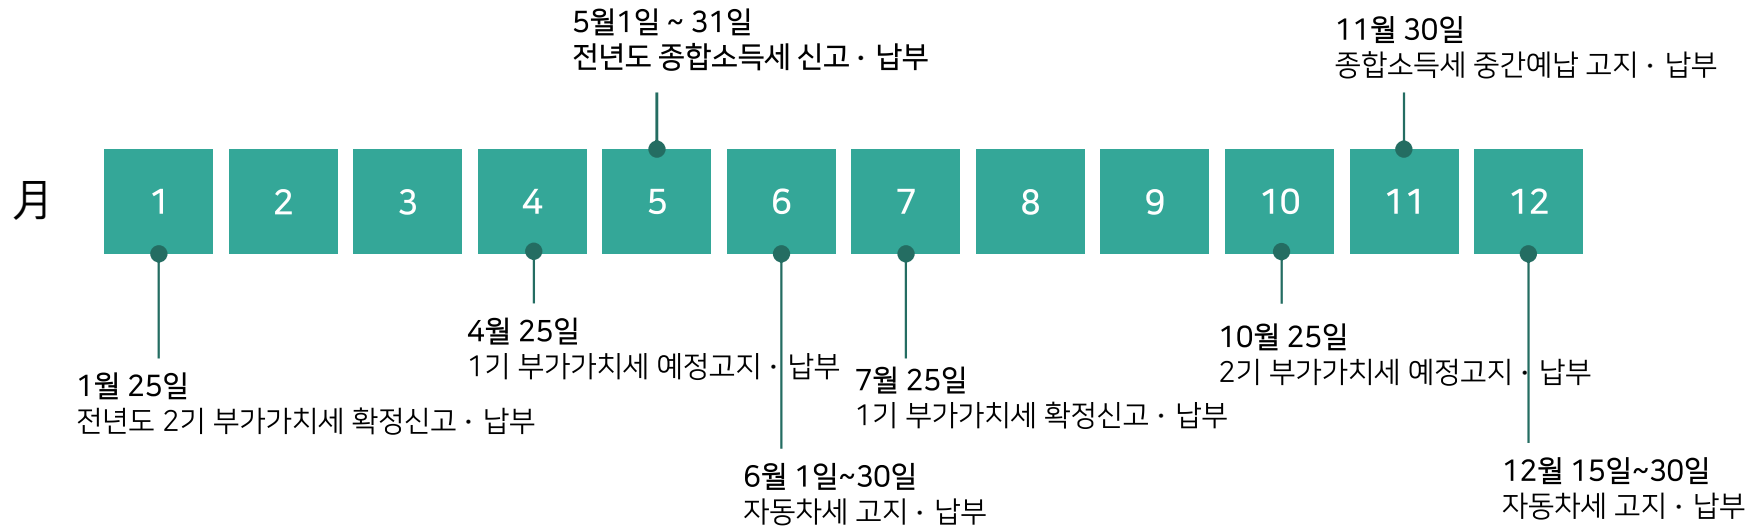 5월1일 ~ 31일
전년도 종합소득세 신고 · 납부
11월 30일
종합소득세 중간예납 고지 · 납부
月 1 2 3 4 5 6 7 8 9 10 11 12
4월 25일
1기 부가가치세 예정고지 · 납부
10월 25일
2기 부가가치세 예정고지 · 납부
1월 25일
전년도 2기 부가가치세 확정신고 · 납부
7월 25일
1기 부가가치세 확정신고 · 납부
6월 1일~30일
자동차세 고지 · 납부
12월 15일~30일
자동차세 고지 · 납부